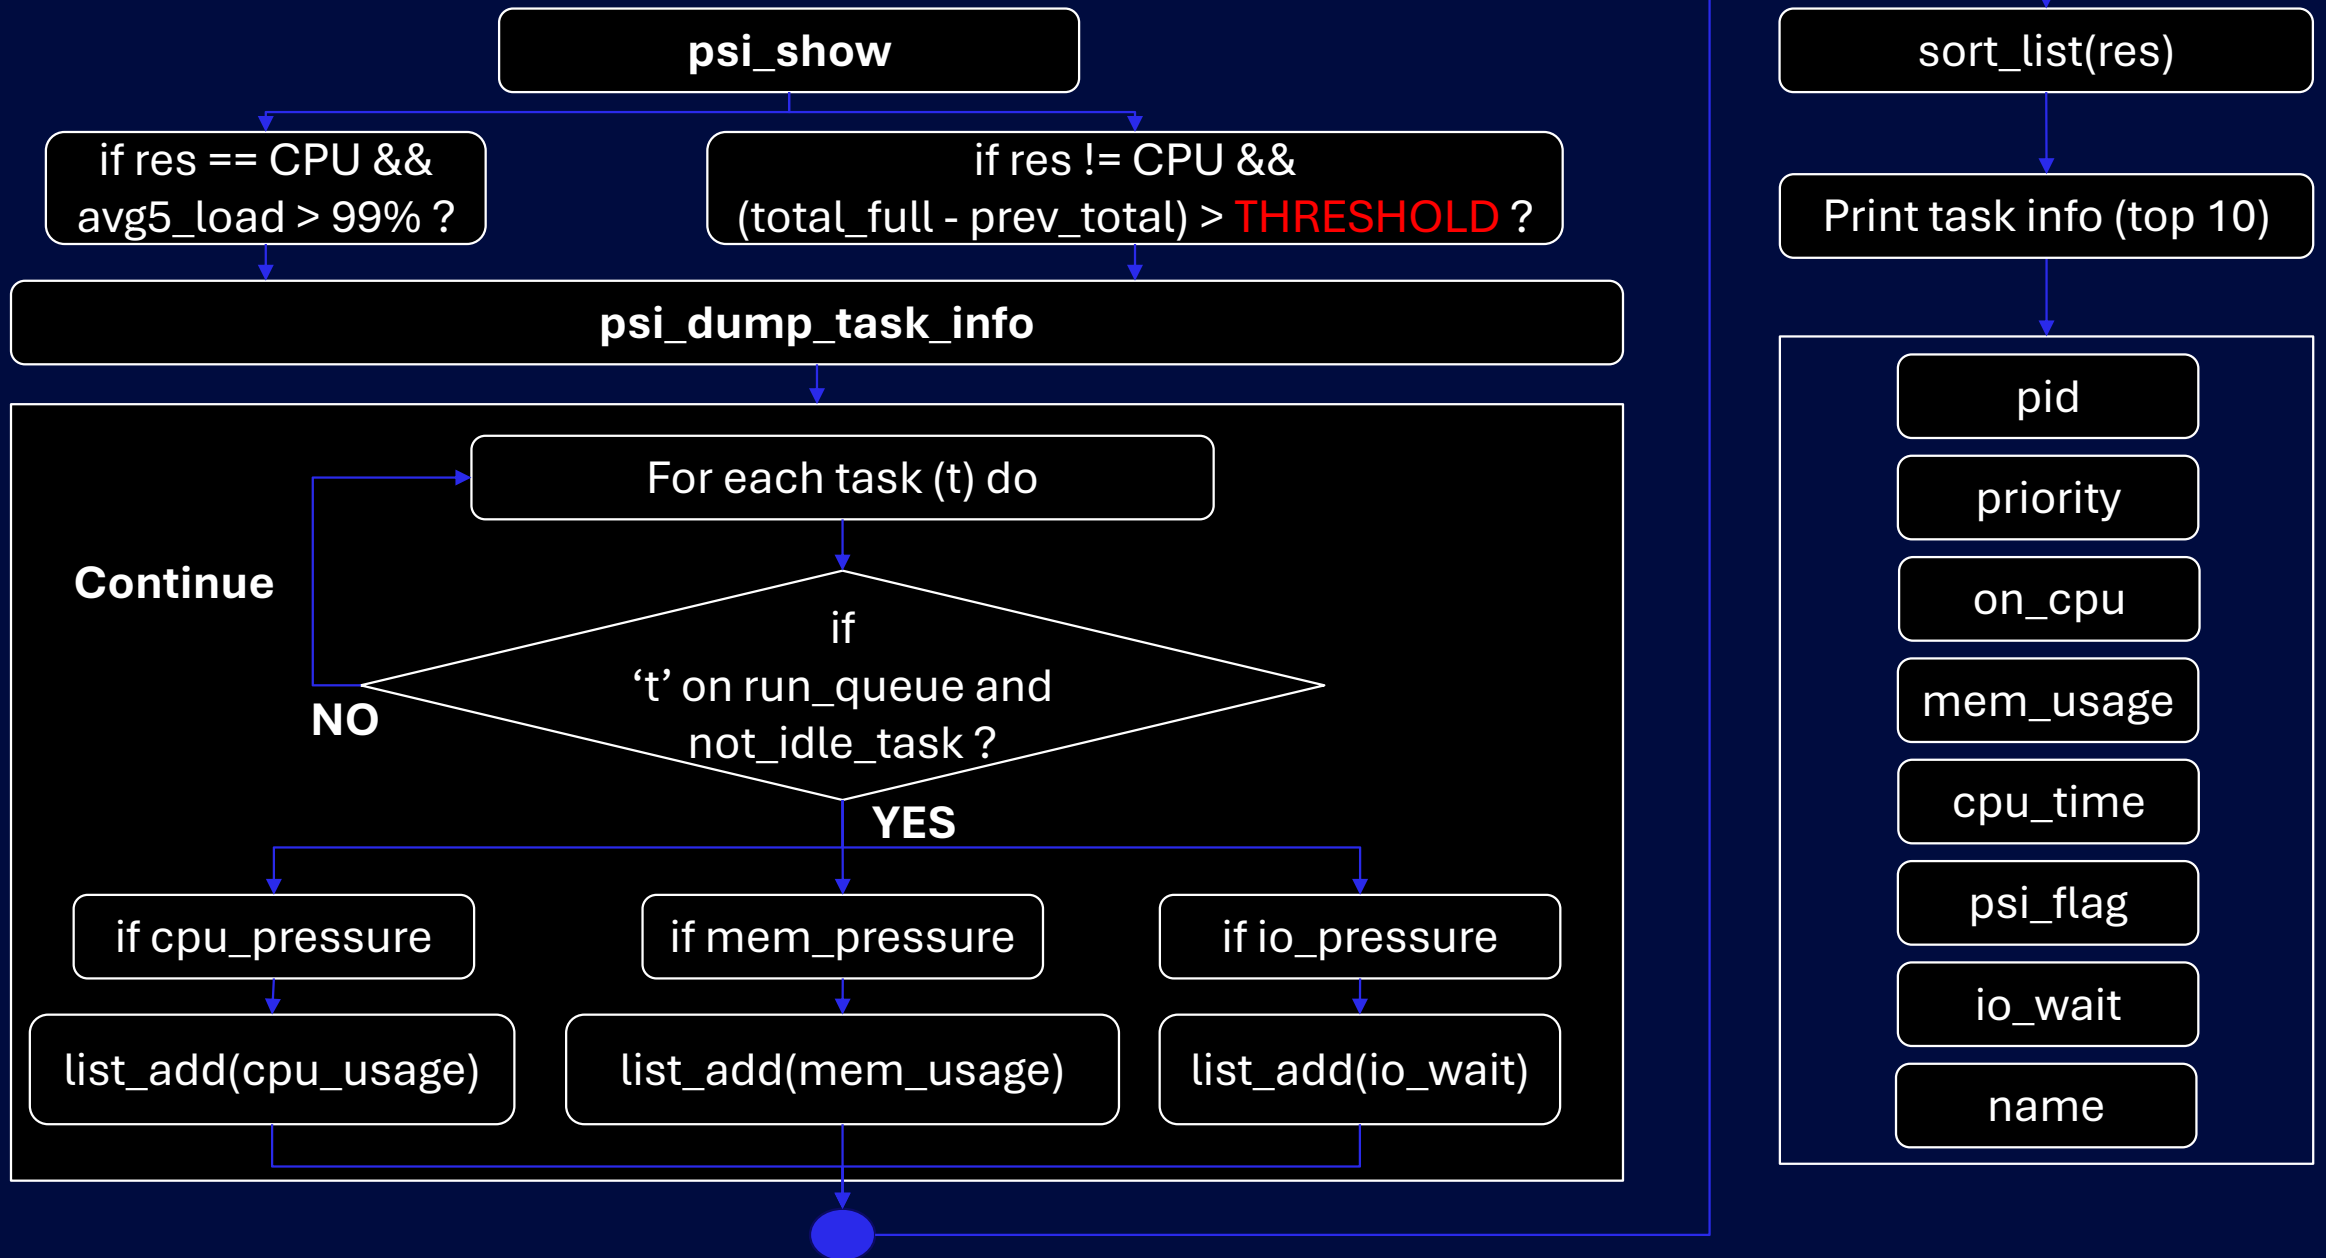 psi_show
if res == CPU &&
avg5_load > 99% ?
if res != CPU &&
(total_full - prev_total) > THRESHOLD ?
psi_dump_task_info
For each task (t) do
Continue
if
‘t’ on run_queue and
not_idle_task ?
NO
YES
if cpu_pressure
if mem_pressure
if io_pressure
list_add(cpu_usage)
list_add(mem_usage)
list_add(io_wait)
sort_list(res)
Print task info (top 10)
pid
priority
on_cpu
mem_usage
cpu_time
psi_flag
io_wait
name